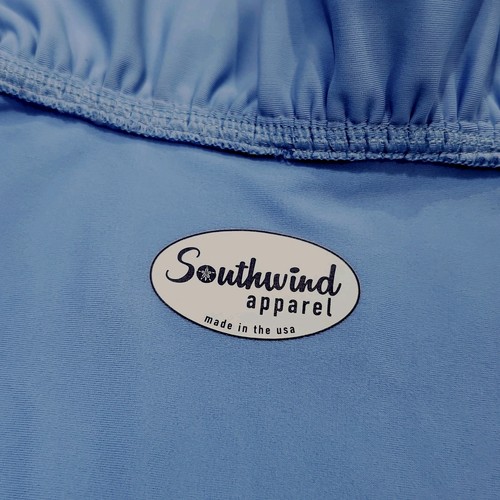 Southwind
apparel
made in the usa